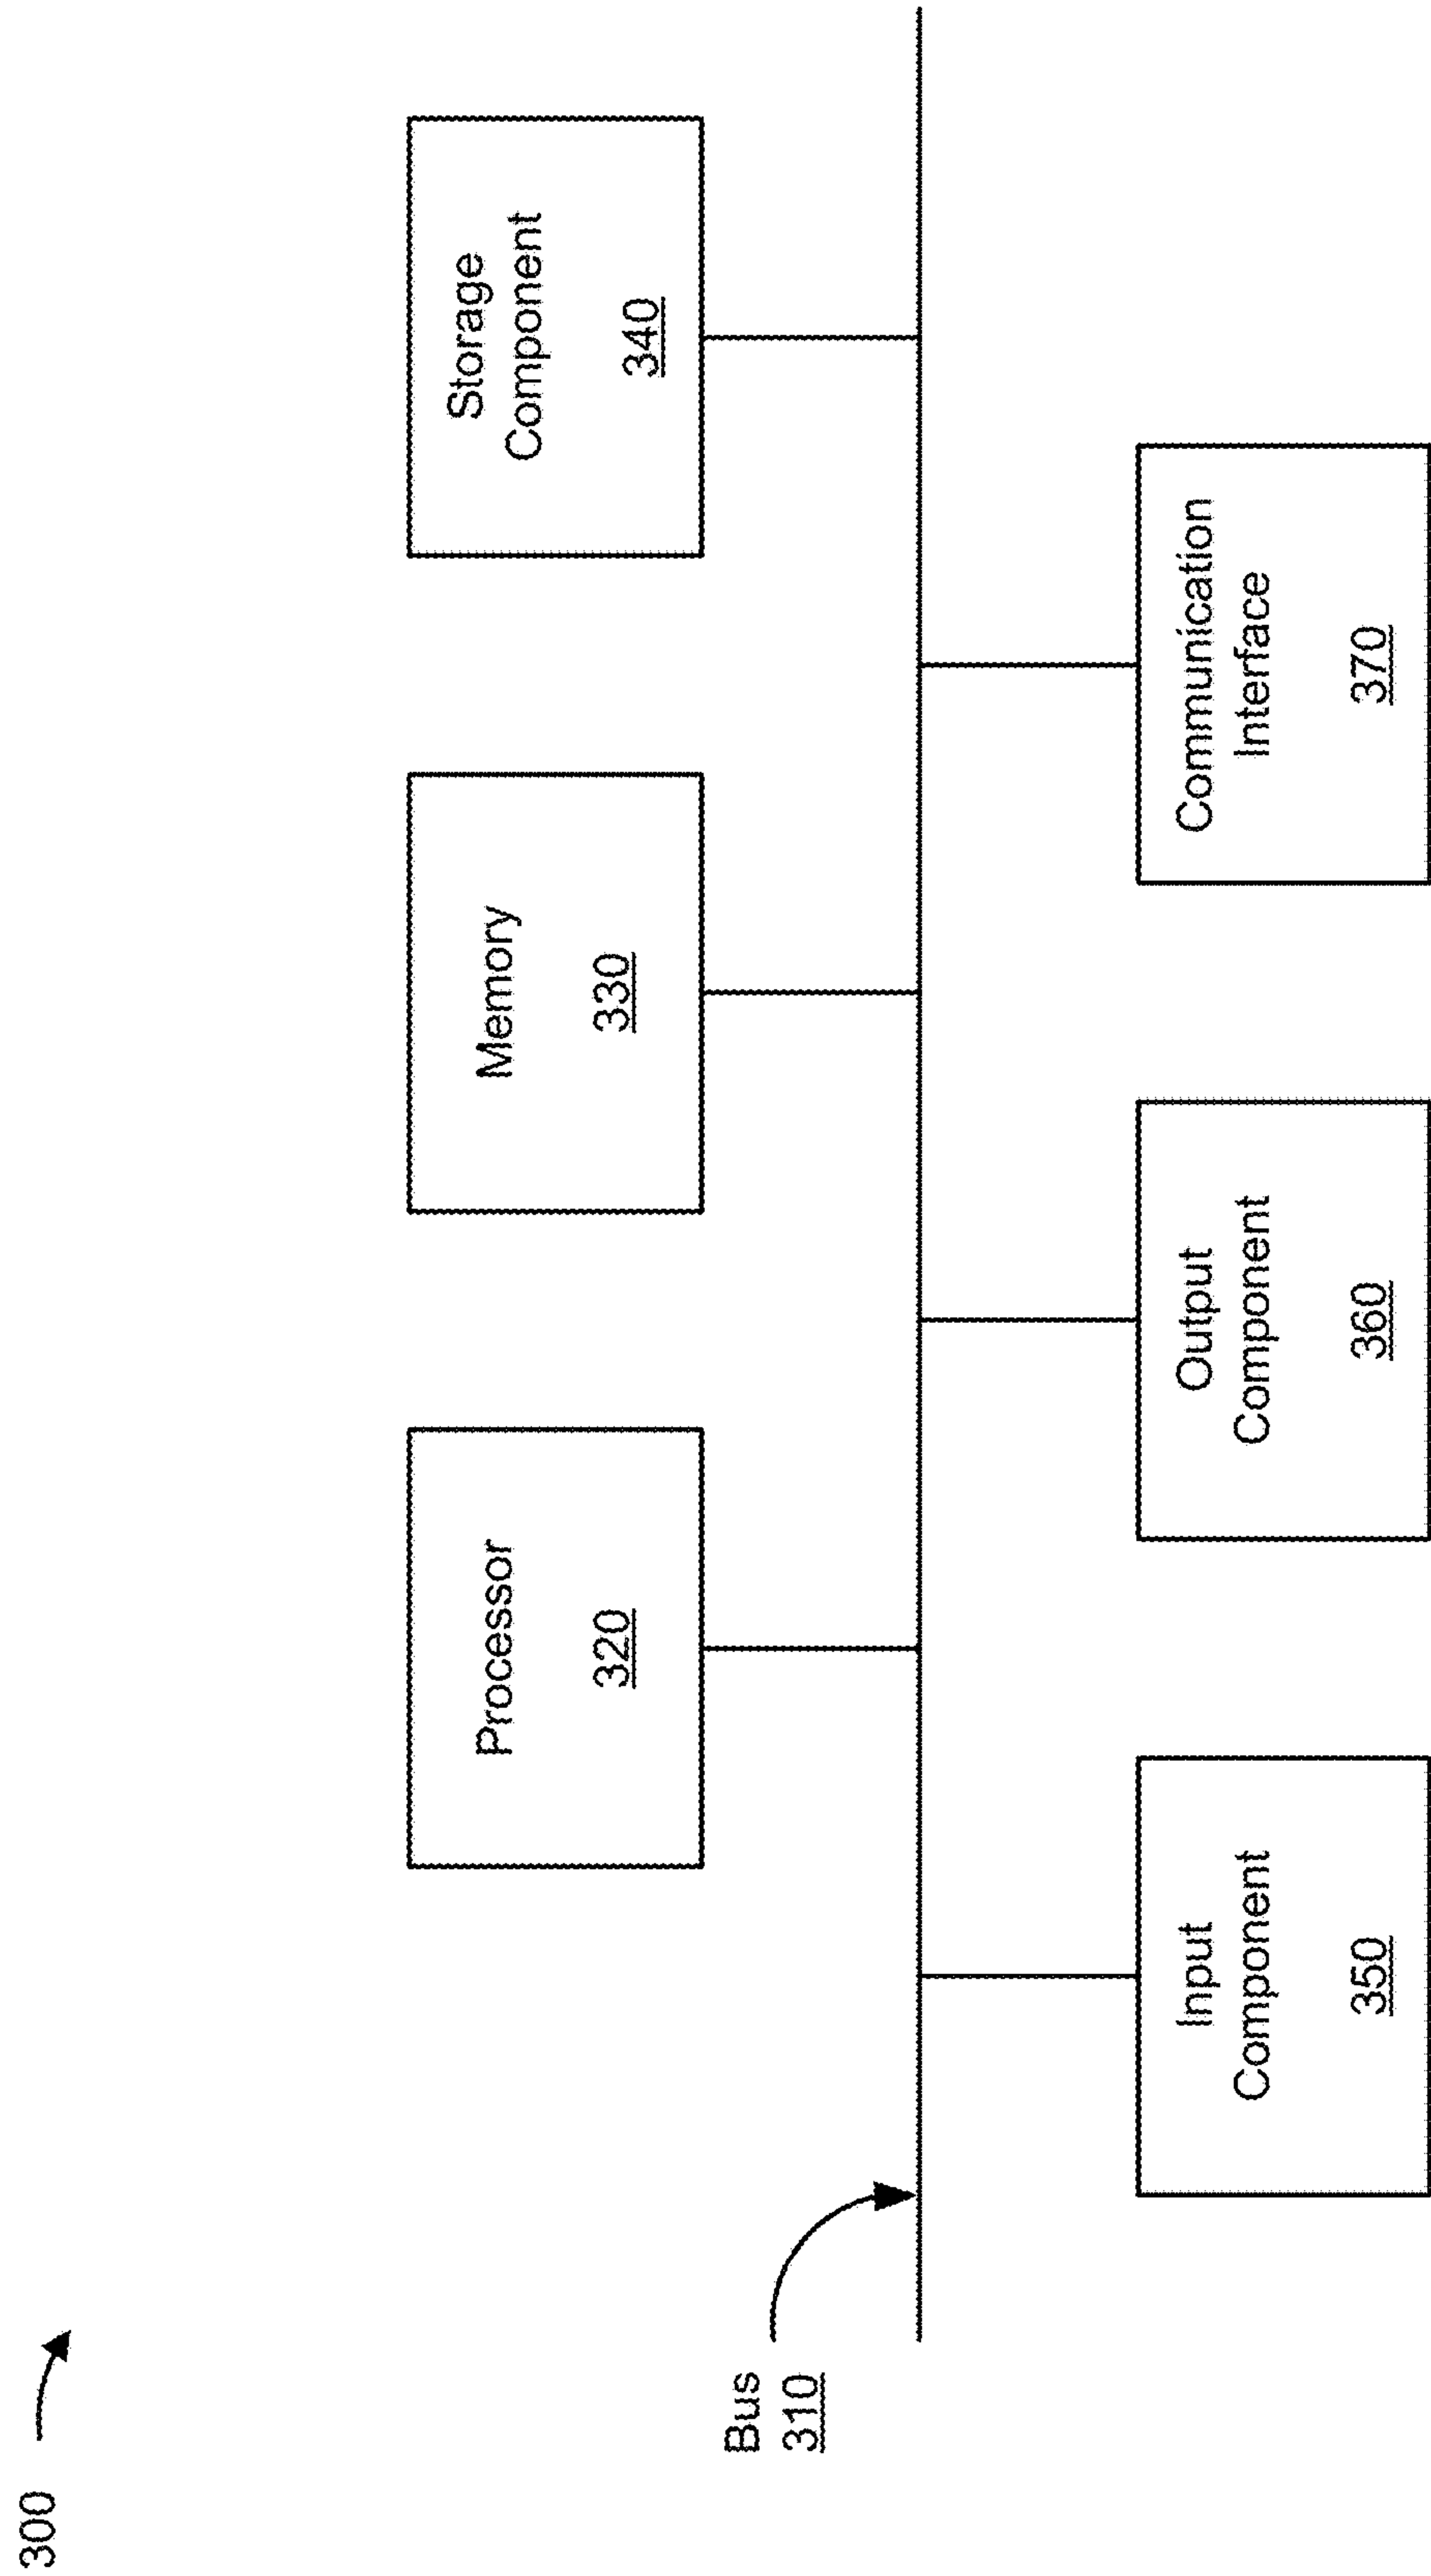 300
Bus
310
Processor
320
Memory
330
Storage
Component
340
Input
Component
350
Output
Component
360
Communication
Interface
370